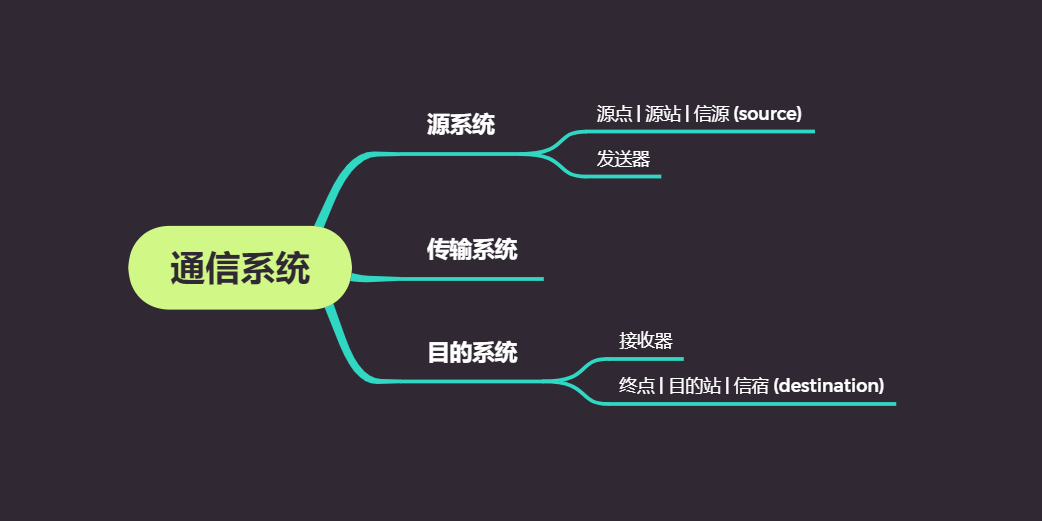 通信系统
源系统
源点 | 源站 | 信源 (source)
发送器
传输系统
目的系统
接收器
终点 | 目的站 | 信宿 (destination)